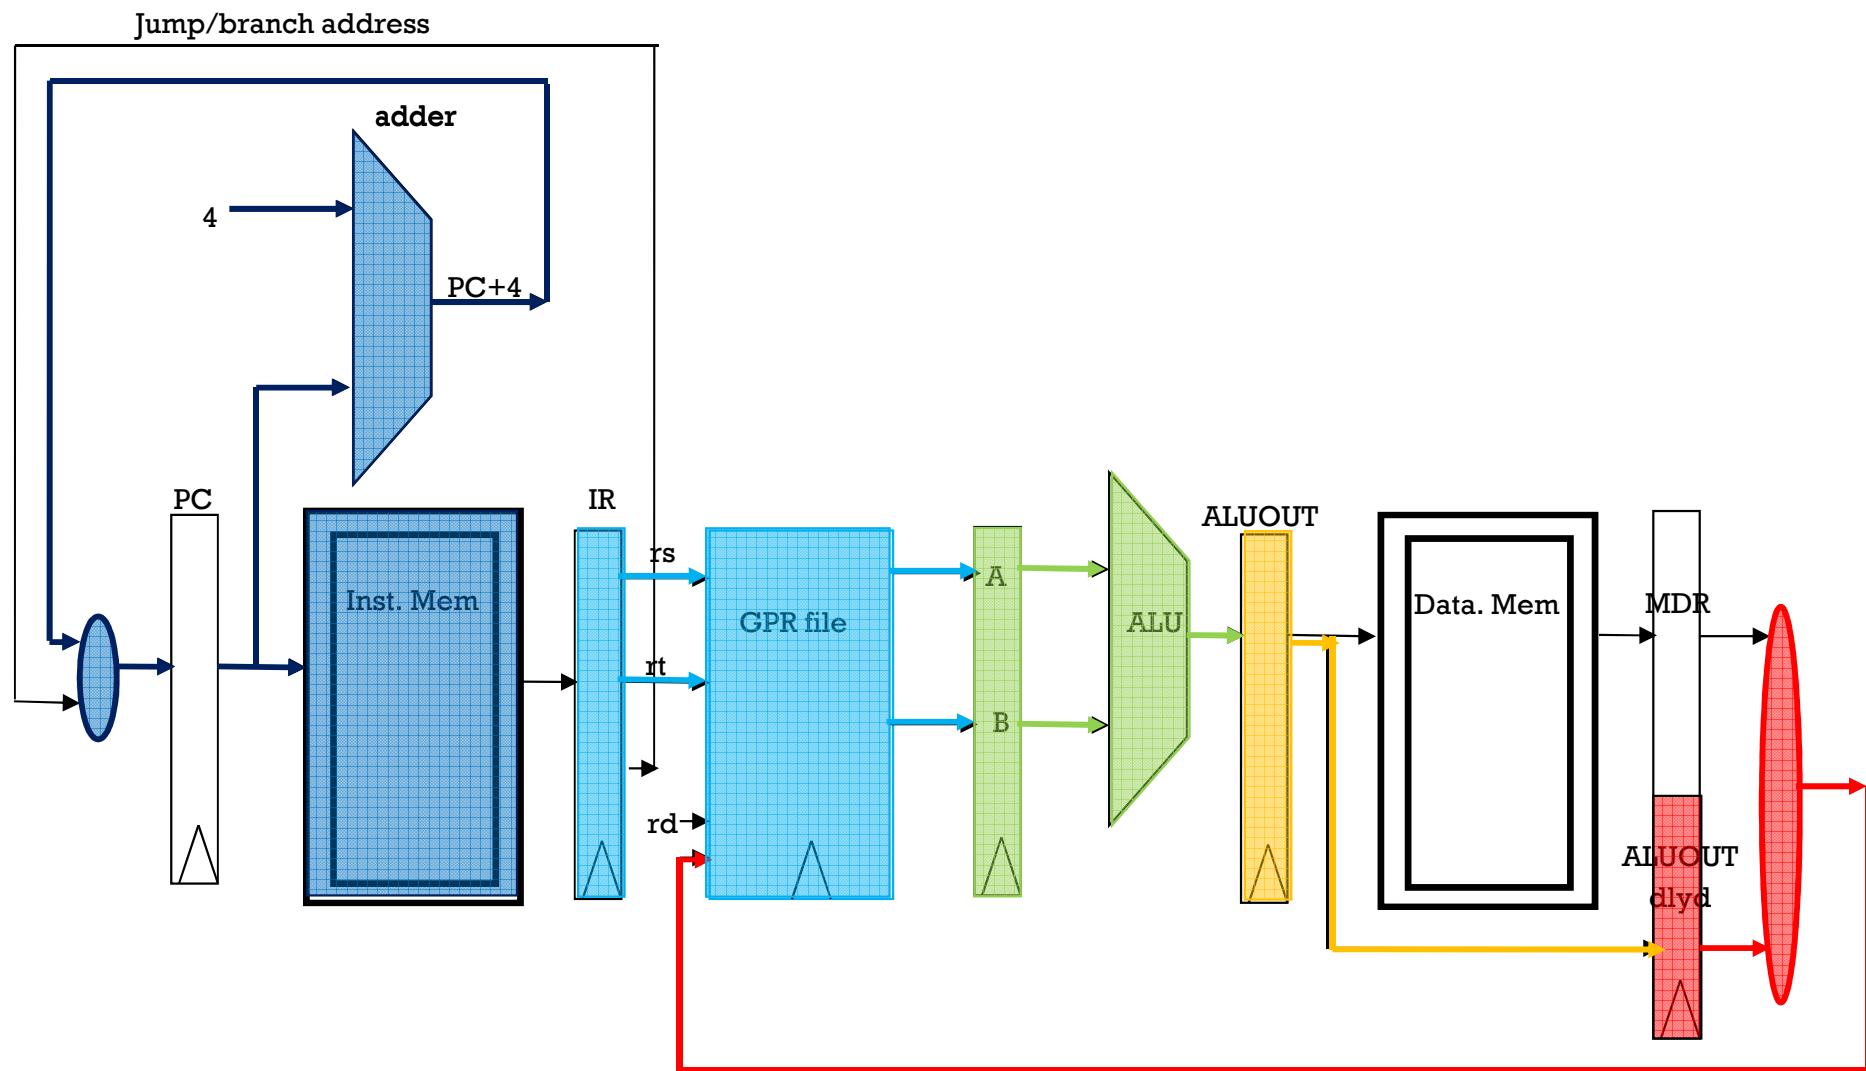 Jump/branch address
adder
4
PC+4
PC
IR
ALUOUT
rs
Inst. Mem
GPR file
A
ALU
Data. Mem
MDR
rt
B
rd
ALUOUT
dlyd